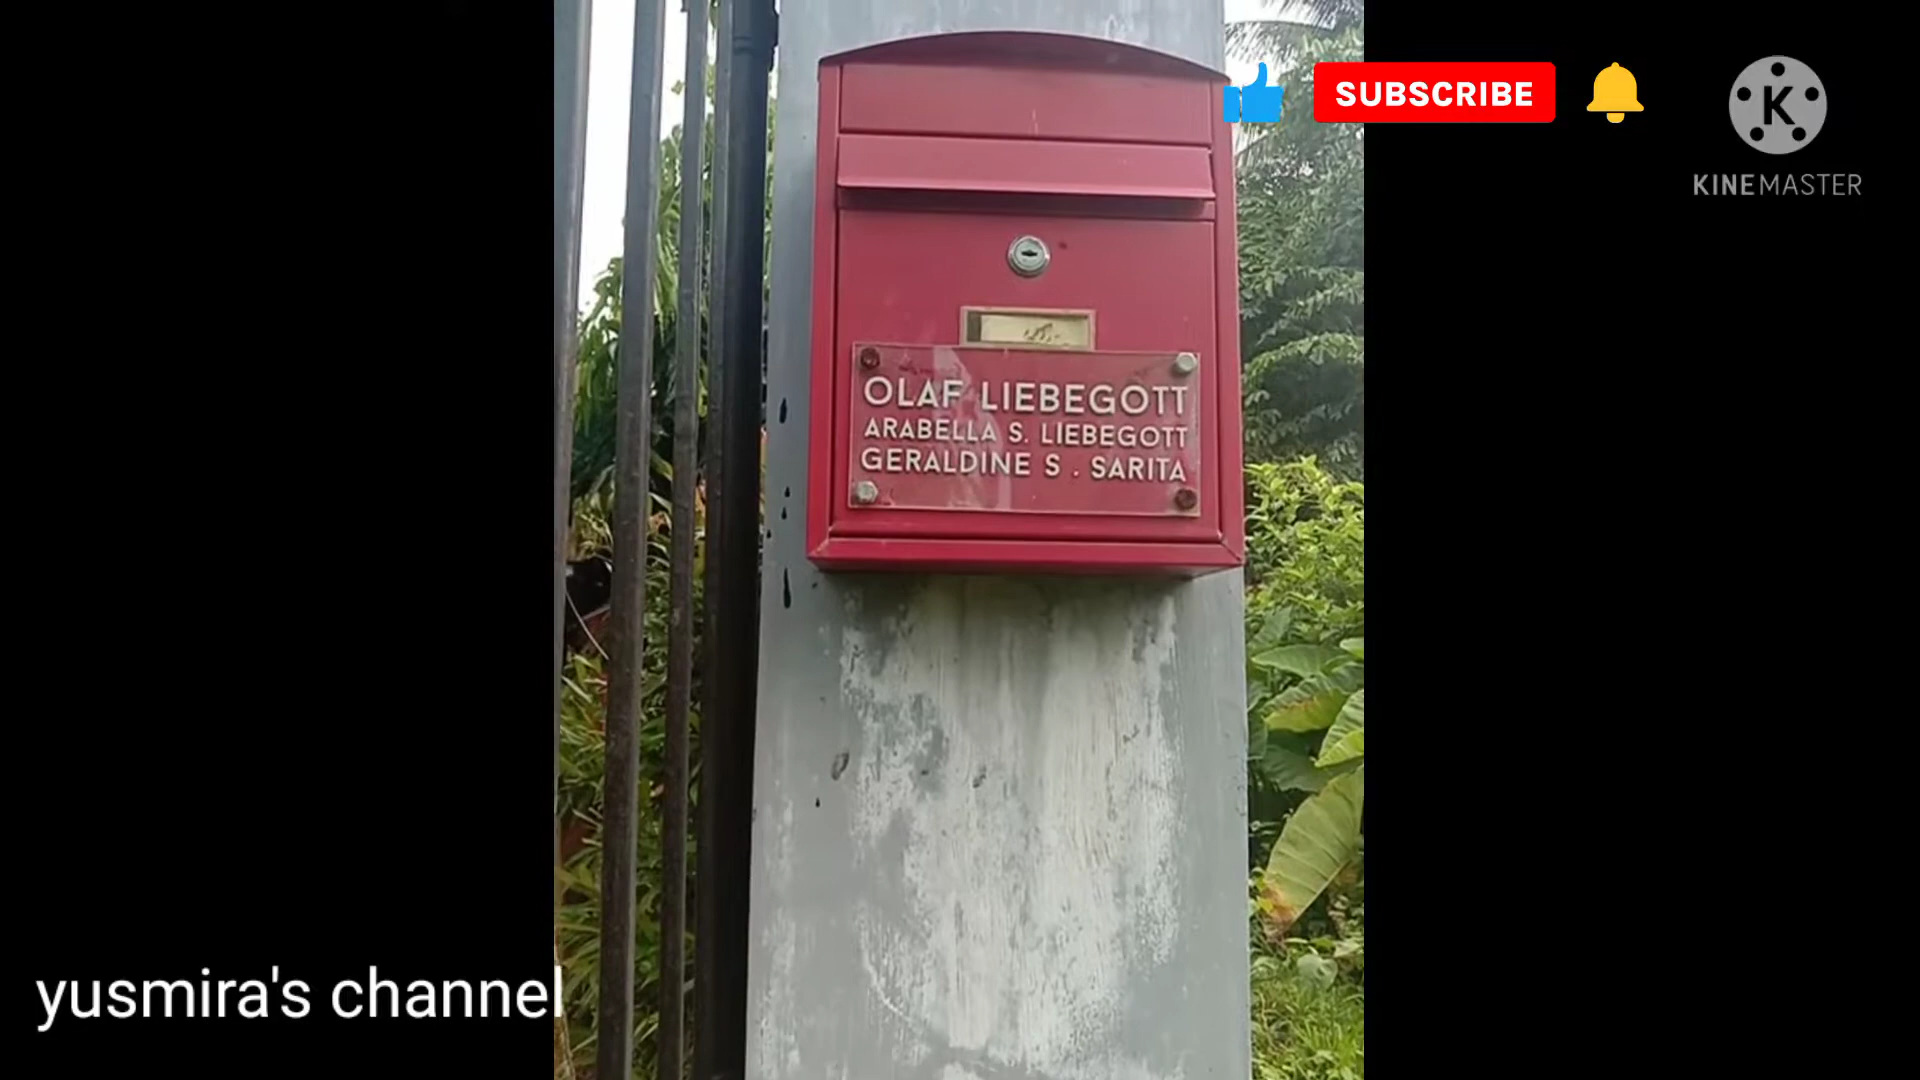 SUBSCRIBE
K
KINEMASTER
OLAF LIEBEGOTT
ARABELLA S. LIEBEGOTT
GERALDINE S . SARITA
yusmira's channel